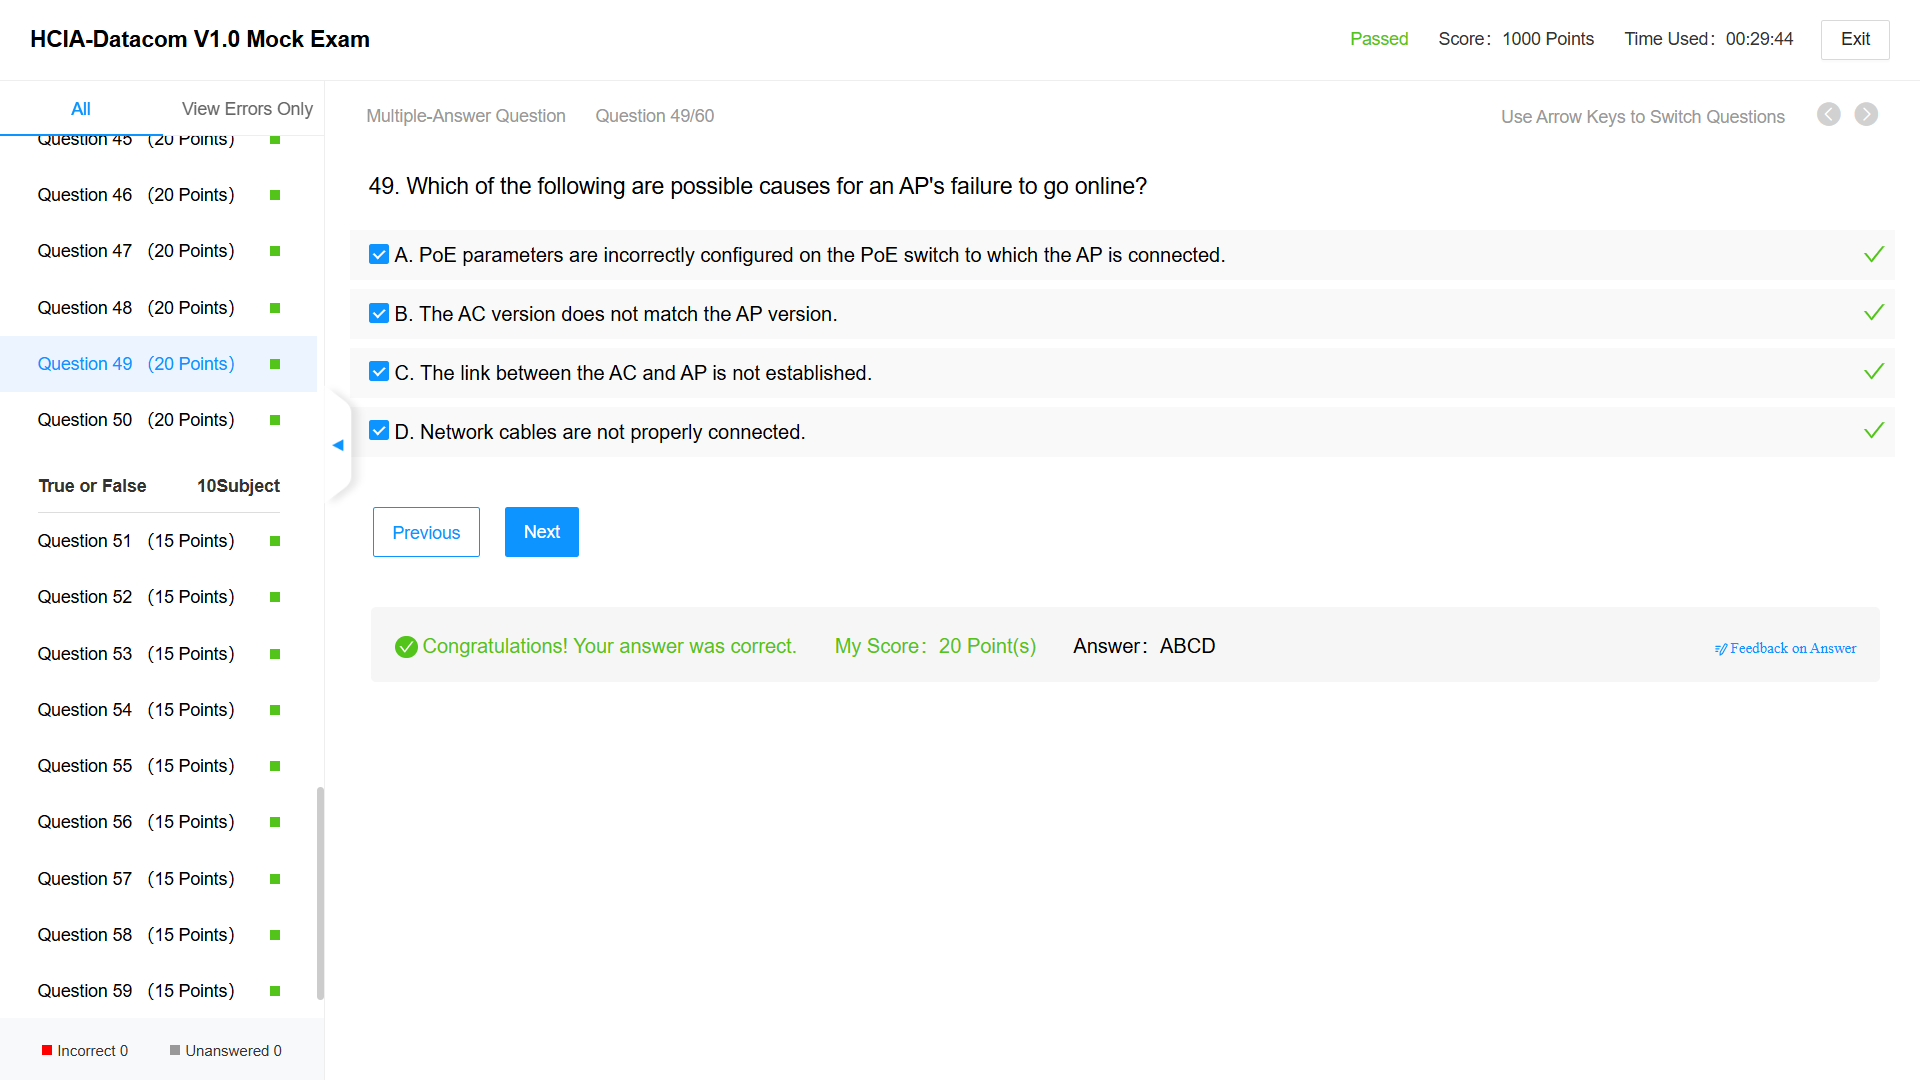 HCIA-Datacom V1.0 Mock Exam
Passed Score: 1000 Points Time Used: 00:29:44 Exit
All View Errors Only
Question 45 (20 Points)
Question 46 (20 Points)
Question 47 (20 Points)
Question 48 (20 Points)
Question 49 (20 Points)
Question 50 (20 Points)
True or False 10Subject
Question 51 (15 Points)
Question 52 (15 Points)
Question 53 (15 Points)
Question 54 (15 Points)
Question 55 (15 Points)
Question 56 (15 Points)
Question 57 (15 Points)
Question 58 (15 Points)
Question 59 (15 Points)
Incorrect 0 Unanswered 0
Multiple-Answer Question Question 49/60
Use Arrow Keys to Switch Questions
49. Which of the following are possible causes for an AP's failure to go online?
A. PoE parameters are incorrectly configured on the PoE switch to which the AP is connected.
B. The AC version does not match the AP version.
C. The link between the AC and AP is not established.
D. Network cables are not properly connected.
Previous Next
Congratulations! Your answer was correct. My Score: 20 Point(s) Answer: ABCD
Feedback on Answer